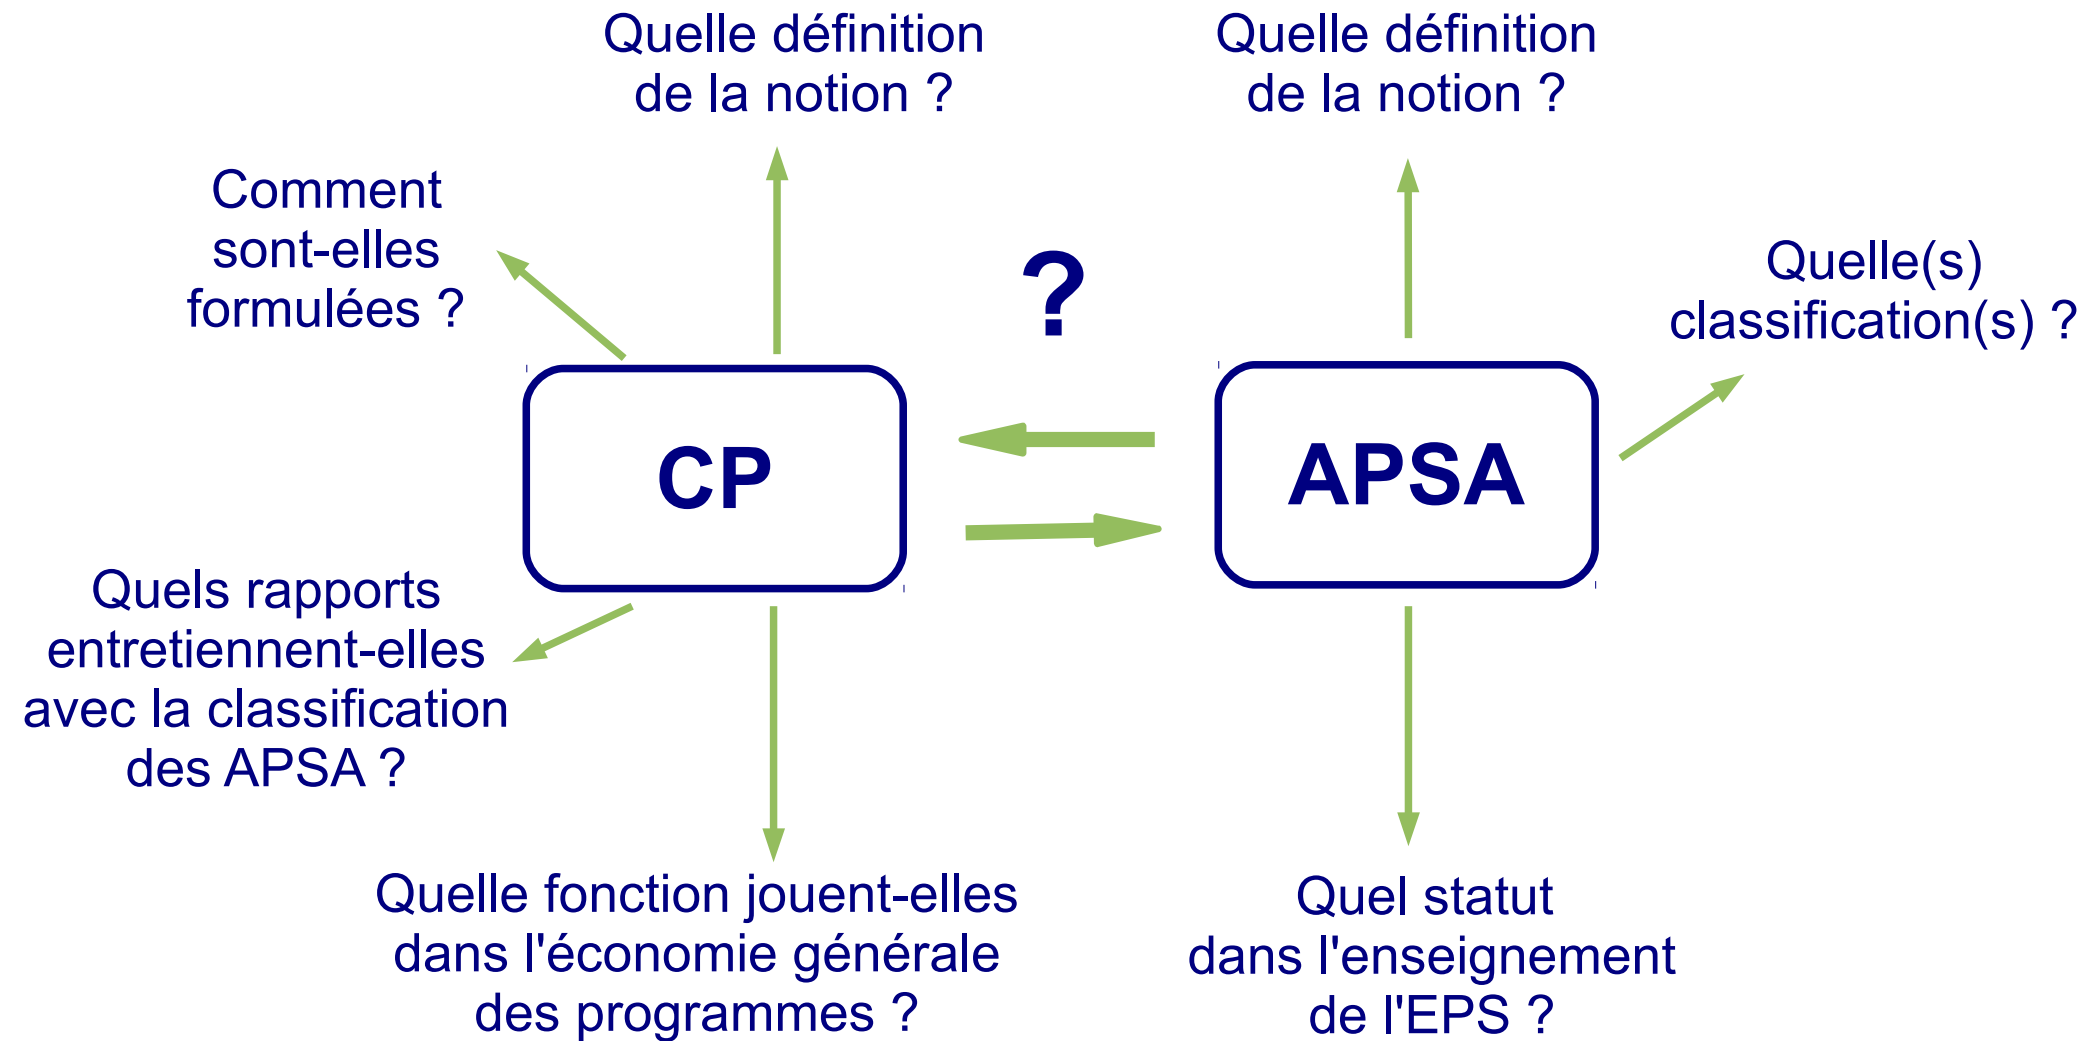 Quelle définition
de la notion ?
Quelle définition
de la notion ?
Comment
sont-elles
formulées ?
?
Quelle(s)
classification(s) ?
CP
APSA
Quels rapports
entretiennent-elles
avec la classification
des APSA ?
Quelle fonction jouent-elles
dans l'économie générale
des programmes ?
Quel statut
dans l'enseignement
de l'EPS ?